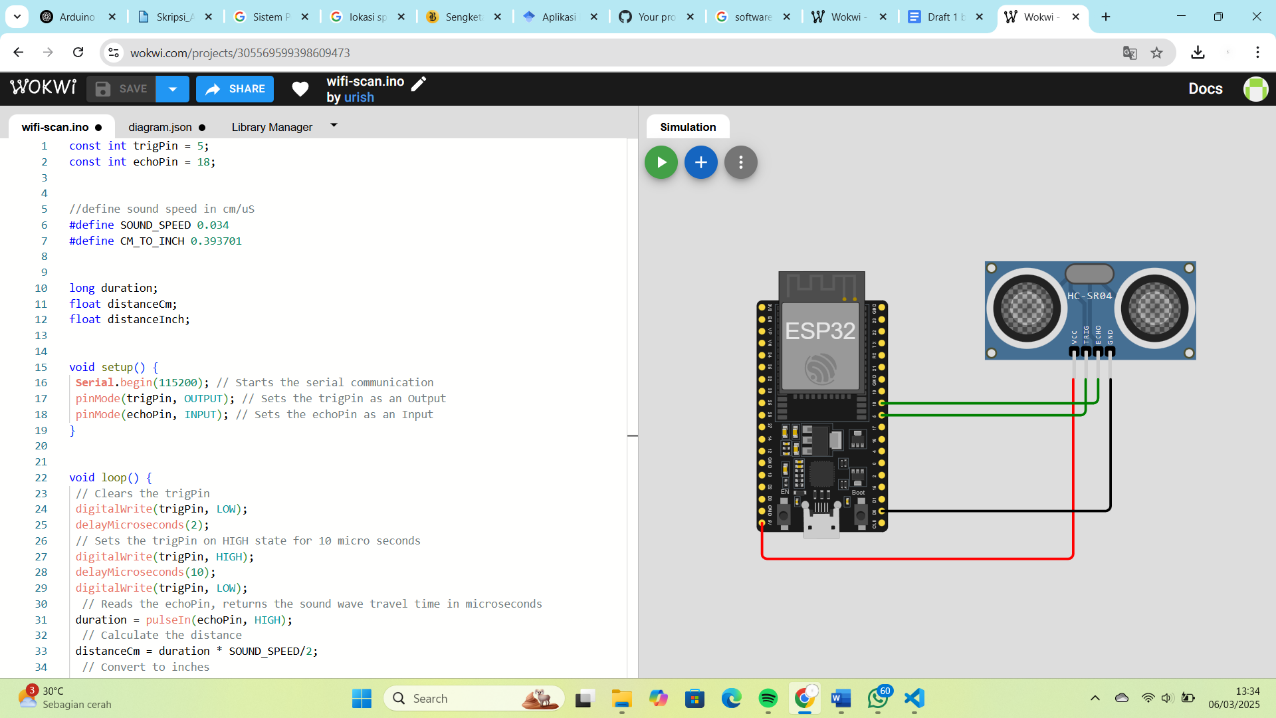 Arduino
Skripsi_A
Sistem P
lokasi sp
Sengket
Aplikasi
Your pro
software
Wokwi -
Draft 1 b
Wokwi -
wokwi.com/projects/305569599398609473
WOKWI
SAVE
SHARE
wifi-scan.ino
by urish
Docs
wifi-scan.ino ●
diagram.json ●
Library Manager
Simulation
1 const int trigPin = 5;
2 const int echoPin = 18;
3
4
5 //define sound speed in cm/uS
6 #define SOUND_SPEED 0.034
7 #define CM_TO_INCH 0.393701
8
9
10 long duration;
11 float distanceCm;
12 float distanceInch;
13
14
15 void setup() {
16 Serial.begin(115200); // Starts the serial communication
17 pinMode(trigPin, OUTPUT); // Sets the trigPin as an Output
18 pinMode(echoPin, INPUT); // Sets the echoPin as an Input
19 }
20
21
22 void loop() {
23 // Clears the trigPin
24 digitalWrite(trigPin, LOW);
25 delayMicroseconds(2);
26 // Sets the trigPin on HIGH state for 10 micro seconds
27 digitalWrite(trigPin, HIGH);
28 delayMicroseconds(10);
29 digitalWrite(trigPin, LOW);
30 // Reads the echoPin, returns the sound wave travel time in microseconds
31 duration = pulseIn(echoPin, HIGH);
32 // Calculate the distance
33 distanceCm = duration * SOUND_SPEED/2;
34 // Convert to inches
ESP32
EN
Boot
HC-SR04
VCC
TRIG
ECHO
GND
3
30°C
Sebagian cerah
Search
60
13:34
06/03/2025